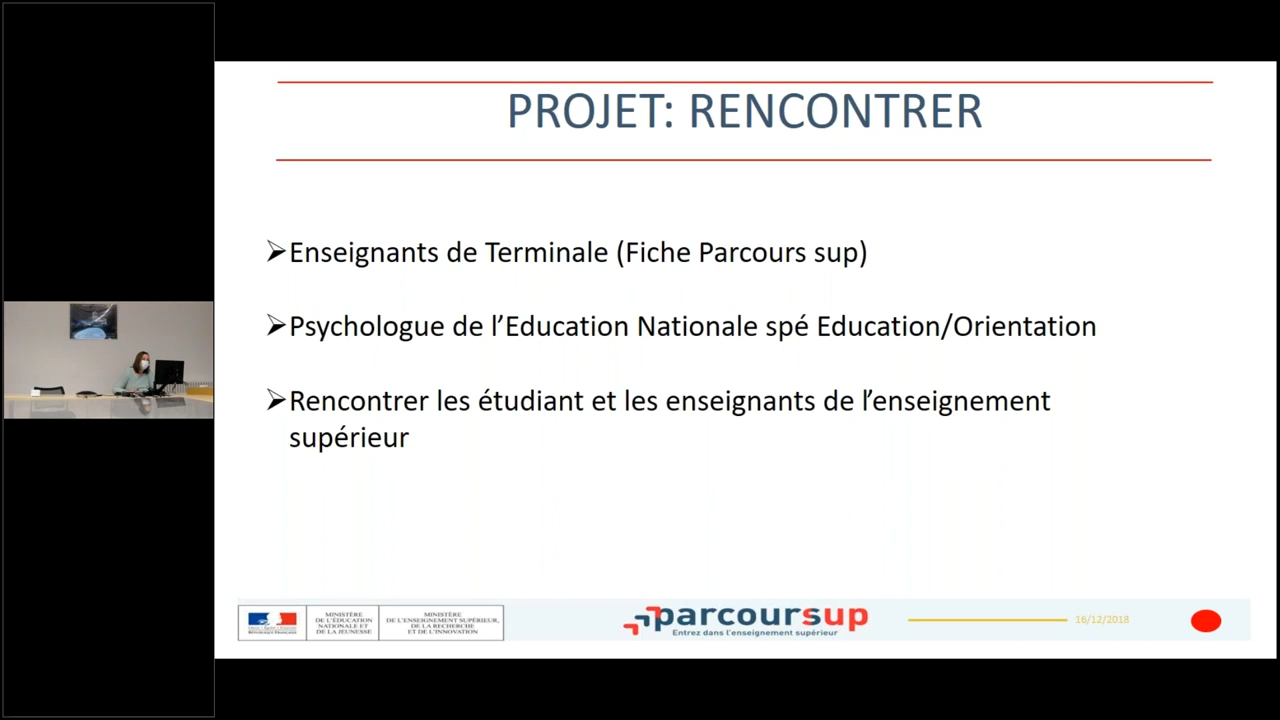 PROJET: RENCONTRER
➢Enseignants de Terminale (Fiche Parcours sup)
➢Psychologue de l’Education Nationale spé Education/Orientation
➢Rencontrer les étudiant et les enseignants de l’enseignement
supérieur
MINISTÈRE
DE L'ÉDUCATION
NATIONALE ET
DE LA JEUNESSE
MINISTÈRE
DE L'ENSEIGNEMENT SUPÉRIEUR,
DE LA RECHERCHE
ET DE L'INNOVATION
RÉPUBLIQUE FRANÇAISE
parcoursup
Entrez dans l'enseignement supérieur
16/12/2018